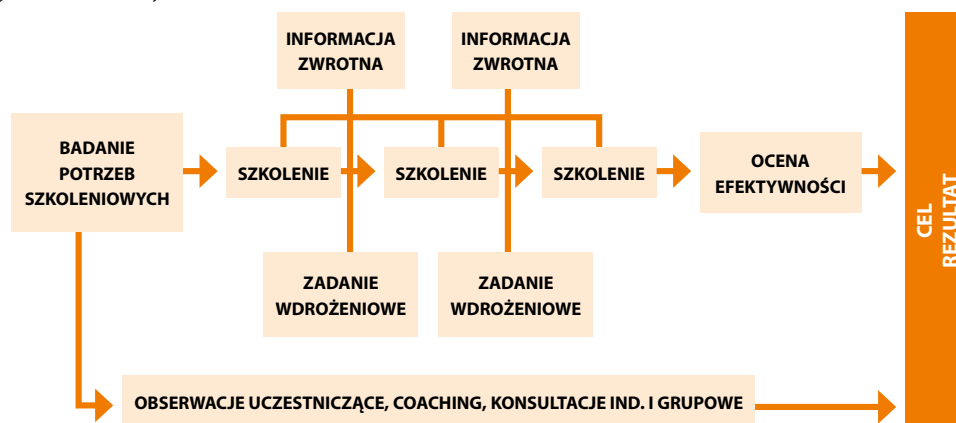 INFORMACJA
ZWROTNA
INFORMACJA
ZWROTNA
BADANIE
POTRZEB
SZKOLENIOWYCH
SZKOLENIE
SZKOLENIE
SZKOLENIE
OCENA
EFEKTYWNOŚCI
CEL
REZULTAT
ZADANIE
WDROŻENIOWE
ZADANIE
WDROŻENIOWE
OBSERWACJE UCZESTNICZĄCE, COACHING, KONSULTACJE IND. I GRUPOWE